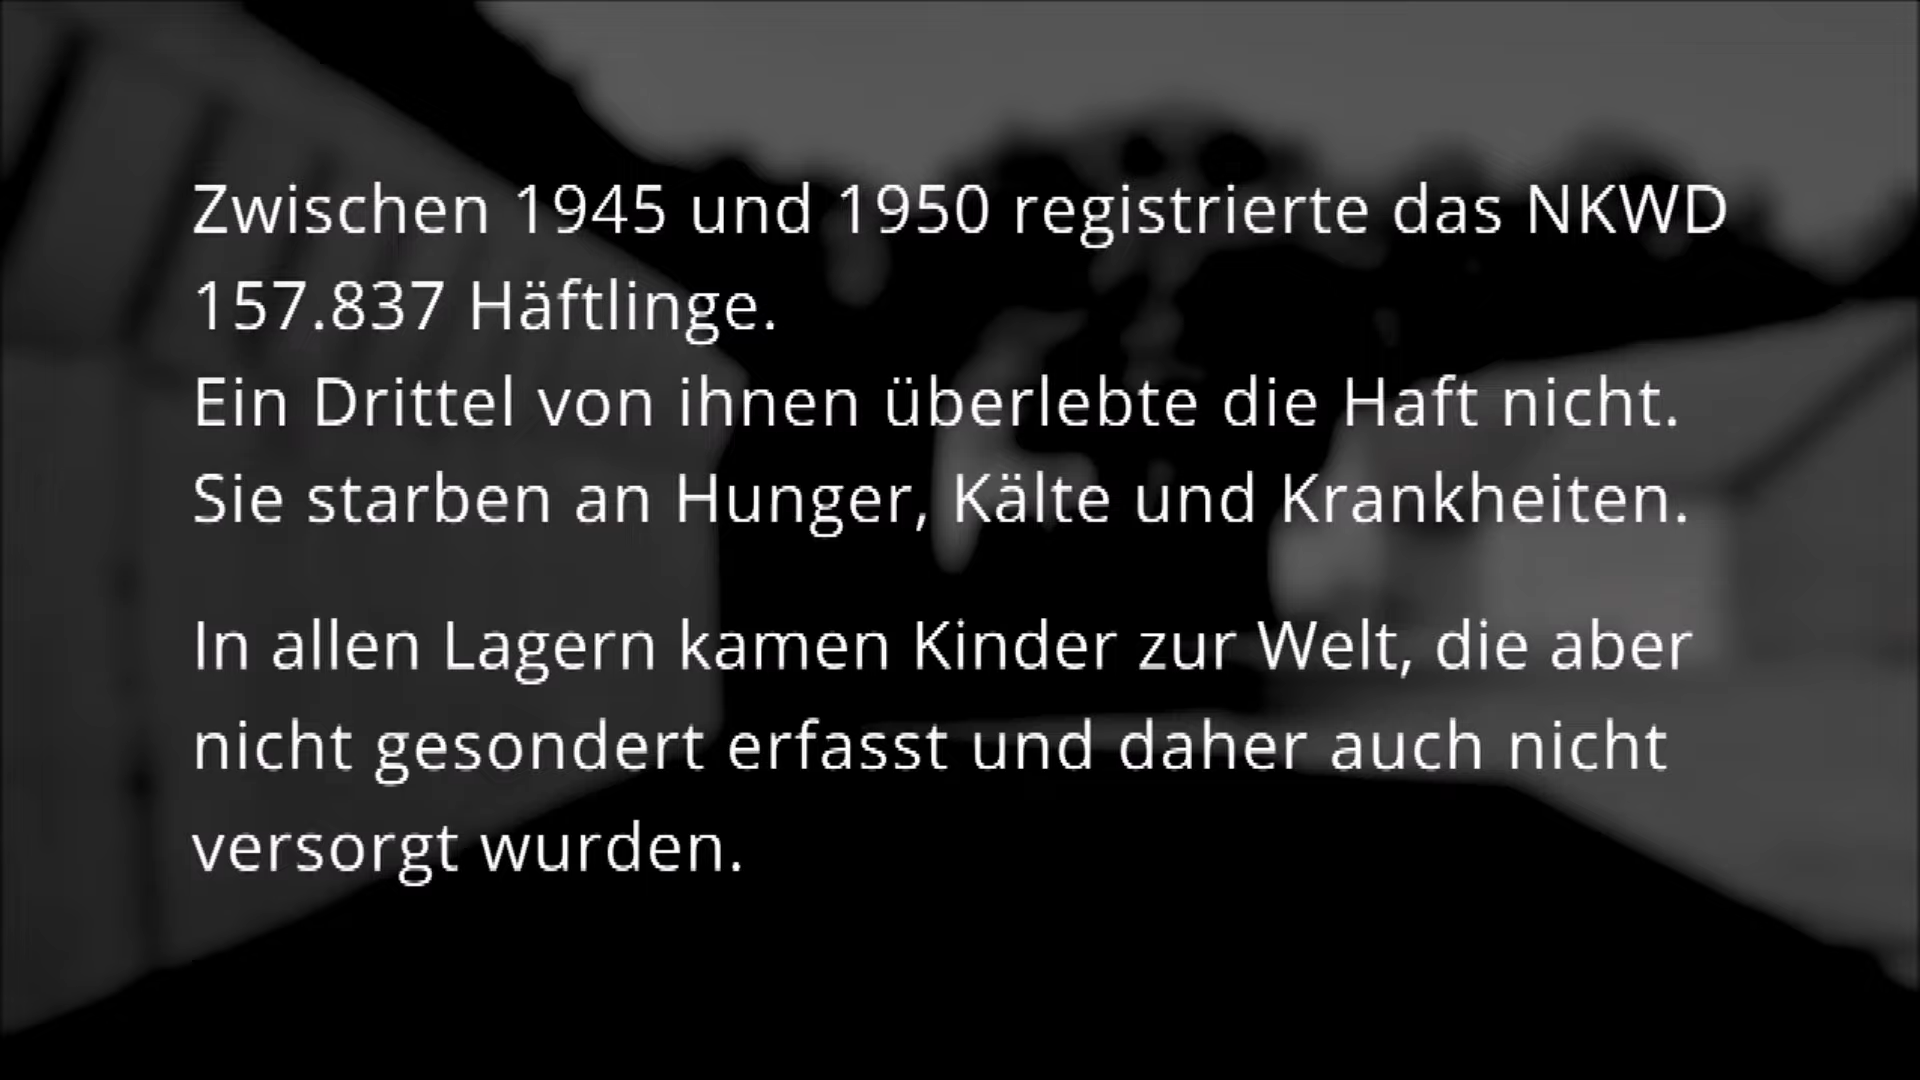 Zwischen 1945 und 1950 registrierte das NKWD
157.837 Häftlinge.
Ein Drittel von ihnen überlebte die Haft nicht.
Sie starben an Hunger, Kälte und Krankheiten.
In allen Lagern kamen Kinder zur Welt, die aber
nicht gesondert erfasst und daher auch nicht
versorgt wurden.